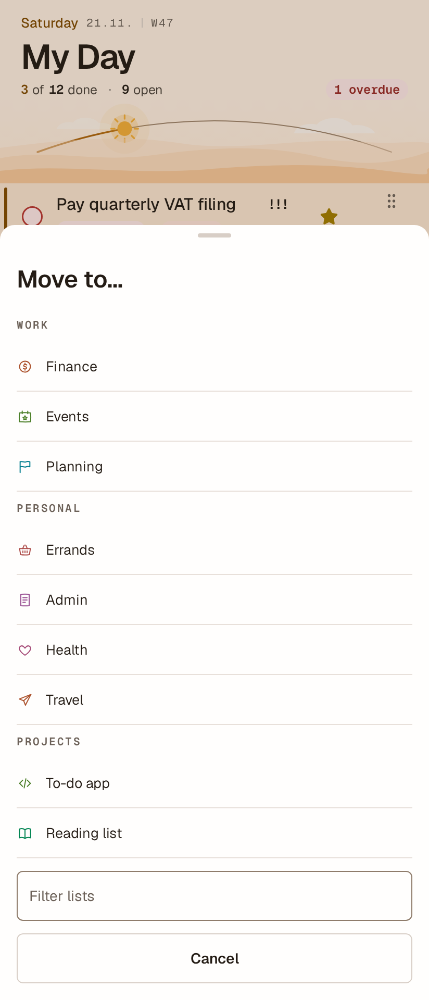 Saturday 21.11. | W47
My Day
3 of 12 done · 9 open
1 overdue
Pay quarterly VAT filing !!!
Move to...
WORK
Finance
Events
Planning
PERSONAL
Errands
Admin
Health
Travel
PROJECTS
To-do app
Reading list
Filter lists
Cancel